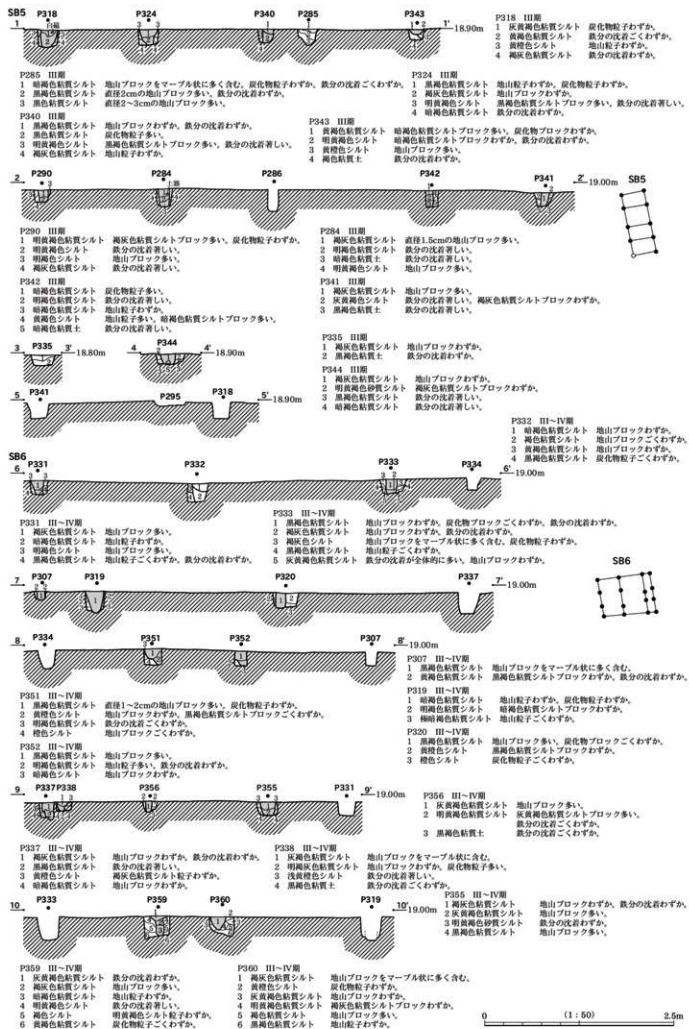 SB5
P318 P324 P340 P285 P343
1 1' 18.90m
P318 III期
1 灰黄褐色粘質シルト 炭化物粒子わずか。
2 黄褐色粘質シルト 鉄分の沈着ごくわずか。
3 黄橙色シルト 地山粒子わずか。
4 褐灰色粘質シルト 地山ブロックわずか。
P285 III期
1 暗褐色粘質シルト 地山ブロックをマーブル状に多く含む。炭化物粒子わずか。鉄分の沈着ごくわずか。
2 黒褐色粘質シルト 直径2cmの地山ブロック多い。鉄分の沈着わずか。
3 黒色シルト 直径2〜3cmの地山ブロック多い。
P324 III期
1 黒褐色粘質シルト 地山粒子わずか。炭化物粒子わずか。
2 褐灰色粘質シルト 地山ブロックわずか。
3 明黄褐色シルト 黒褐色粘質シルトブロック多い。鉄分の沈着著しい。
4 暗褐色粘質シルト 鉄分の沈着わずか。
P340 III期
1 黒褐色粘質シルト 地山ブロックわずか。鉄分の沈着わずか。
2 黒色粘質シルト 炭化物粒子多い。
3 明黄褐色シルト 黒褐色粘質シルトブロック多い。鉄分の沈着著しい。
4 褐灰色シルト 地山粒子わずか。
P343 III期
1 黄褐色粘質シルト 暗褐色粘質シルトブロック多い。炭化物ブロックわずか。
2 明黄褐色シルト 暗褐色粘質シルトブロックわずか。鉄分の沈着わずか。
3 黄橙色シルト 地山ブロック多い。
4 黒褐色粘質土 鉄分の沈着わずか。
P290 P284 P286 P342 P341
2 2' 19.00m
SB5
P290 III期
1 明黄褐色粘質シルト 褐灰色粘質シルトブロック多い。炭化物粒子わずか。
2 明褐色粘質シルト 鉄分の沈着著しい。
3 明褐色シルト 地山ブロック多い。
4 褐灰色粘質シルト 鉄分の沈着わずか。
P284 III期
1 褐灰色粘質シルト 直径1.5cmの地山ブロック多い。
2 明褐色粘質シルト 鉄分の沈着著しい。
3 暗褐色粘質土 鉄分の沈着著しい。
4 明黄褐色シルト 地山ブロック多い。
P342 III期
1 暗褐色粘質シルト 炭化物粒子多い。
2 明褐色粘質シルト 鉄分の沈着著しい。
3 暗褐色粘質シルト 地山粒子わずか。
4 黄褐色シルト 地山粒子多い。暗褐色粘質シルトブロック多い。
5 暗褐色粘質土 鉄分の沈着著しい。
P341 III期
1 褐灰色粘質シルト 地山ブロック多い。
2 灰黄褐色粘質シルト 鉄分の沈着著しい。褐灰色粘質シルトブロックわずか。
3 黒褐色粘質土 鉄分の沈着著しい。
P335 P344
3 3' 18.80m 4 4' 18.90m
P335 III期
1 褐灰色粘質シルト 地山ブロックわずか。
2 黒褐色粘質土 鉄分の沈着わずか。
P344 III期
1 褐灰色粘質シルト 地山ブロックわずか。
2 明黄褐色砂質シルト 褐灰色粘質シルトブロックわずか。
3 黒褐色粘質シルト 鉄分の沈着わずか。
4 暗褐色粘質シルト 鉄分の沈着著しい。
P341 P295 P318
5 5' 18.90m
P332 III〜IV期
1 暗褐色粘質シルト 地山ブロックわずか。
2 褐色粘質シルト 地山ブロックごくわずか。
3 黄褐色粘質シルト 地山ブロックわずか。
4 黒褐色粘質シルト 炭化物粒子ごくわずか。
SB6
P331 P332 P333 P334
6 6' 19.00m
P331 III〜IV期
1 褐灰色粘質シルト 地山ブロック多い。
2 暗褐色粘質シルト 地山粒子わずか。
3 明褐色シルト 地山ブロック多い。
4 黒褐色粘質シルト 地山粒子ごくわずか。鉄分の沈着わずか。
P333 III〜IV期
1 黒褐色粘質シルト 地山ブロックわずか。炭化物ブロックごくわずか。鉄分の沈着わずか。
2 褐灰色粘質シルト 地山ブロックわずか。鉄分の沈着わずか。
3 褐灰色シルト 地山ブロックをマーブル状に多く含む。炭化物粒子わずか。
4 黒褐色粘質シルト 地山粒子ごくわずか。
5 灰黄褐色粘質シルト 鉄分の沈着が全体的に多い。地山ブロックわずか。
P307 P319 P320 P337
7 7' 19.00m
SB6
P334 P351 P352 P307
8 8' 19.00m
P307 III〜IV期
1 黒褐色粘質シルト 地山ブロックをマーブル状に多く含む。
2 黄褐色粘質シルト 黒褐色粘質シルトブロックわずか。鉄分の沈着わずか。
P319 III〜IV期
1 暗褐色粘質シルト 地山粒子わずか。炭化物粒子わずか。
2 明褐色粘質シルト 暗褐色粘質シルトブロックわずか。
3 極暗褐色粘質シルト 地山粒子ごくわずか。
P320 III〜IV期
1 黒褐色粘質シルト 地山ブロック多い。炭化物ブロックごくわずか。
2 黄橙色シルト 黒褐色粘質シルトブロックわずか。
3 橙色シルト 炭化物粒子ごくわずか。
P351 III〜IV期
1 黒褐色粘質シルト 直径1〜2cmの地山ブロック多い。炭化物粒子わずか。
2 黄橙色シルト 地山ブロックわずか。黒褐色粘質シルトブロックごくわずか。
3 明褐色粘質シルト 鉄分の沈着ごくわずか。
4 橙色シルト 地山ブロックごくわずか。
P352 III〜IV期
1 黒褐色粘質シルト 地山ブロック多い。
2 明褐色粘質シルト 地山粒子多い。鉄分の沈着わずか。
3 暗褐色シルト 地山ブロックわずか。
P337 P338 P356 P355 P331
9 9' 19.00m
P356 III〜IV期
1 灰黄褐色粘質シルト 地山ブロック多い。
2 明黄褐色粘質シルト 灰黄褐色粘質シルトブロック多い。
鉄分の沈着ごくわずか。
3 黒褐色粘質土 鉄分の沈着ごくわずか。
P337 III〜IV期
1 褐灰色粘質シルト 地山ブロックわずか。鉄分の沈着わずか。
2 黒褐色粘質シルト 鉄分の沈着著しい。
3 黄橙色シルト 褐灰色粘質シルト粒子わずか。
4 暗褐色粘質シルト 地山ブロックわずか。
P338 III〜IV期
1 灰褐色粘質シルト 地山ブロックをマーブル状に含む。
2 明褐灰色粘質シルト 地山ブロックわずか。炭化物粒子多い。
3 浅黄橙色シルト 鉄分の沈着著しい。
4 黒褐色粘質土 鉄分の沈着ごくわずか。
P355 III〜IV期
1 褐灰色粘質シルト 地山ブロックわずか。鉄分の沈着わずか。
2 灰黄褐色粘質シルト 地山ブロック多い。
3 明黄褐色砂質シルト 鉄分の沈着わずか。
4 黒褐色粘質シルト 地山ブロック多い。
P333 P359 P360 P319
10 10' 19.00m
P359 III〜IV期
1 灰黄褐色粘質シルト 鉄分の沈着わずか。
2 褐灰色粘質シルト 地山ブロック多い。
3 暗褐色粘質シルト 地山粒子わずか。
4 明黄褐色シルト 鉄分の沈着著しい。
5 褐色シルト 明黄褐色シルト粒子わずか。
6 黄褐色粘質シルト 炭化物粒子ごくわずか。
P360 III〜IV期
1 褐灰色粘質シルト 地山ブロックをマーブル状に多く含む。
2 黄橙色シルト 炭化物粒子わずか。
3 灰褐色粘質シルト 地山ブロックわずか。
4 明黄褐色粘質シルト 褐灰色粘質シルトブロックわずか。
5 褐灰色粘質シルト 地山ブロック多い。
6 黒褐色粘質シルト 地山粒子わずか。
0 (1:50) 2.5m